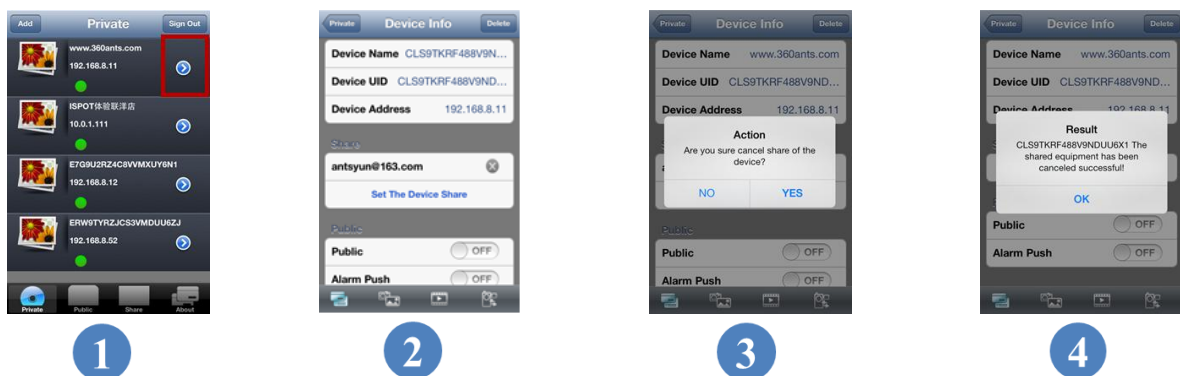 Add Private Sign Out
www.360ants.com
192.168.8.11
ISPOT体验联洋店
10.0.1.111
E7G9U2RZ4C8VVMXUY6N1
192.168.8.12
ERW9TYRZJCS3VMDUU6ZJ
192.168.8.52
Private Public Share About
1
Private Device Info Delete
Device Name CLS9TKRF488V9N...
Device UID CLS9TKRF488V9ND...
Device Address 192.168.8.11
Share
antsyun@163.com
Set The Device Share
Public
Public OFF
Alarm Push OFF
2
Private Device Info Delete
Device Name www.360ants.com
Device UID CLS9TKRF488V9ND...
Device Address 192.168.8.11
Action
Are you sure cancel share of the
device?
NO YES
Public
Public OFF
Alarm Push OFF
3
Private Device Info Delete
Device Name www.360ants.com
Device UID CLS9TKRF488V9ND...
Device Address 192.168.8.11
Result
CLS9TKRF488V9NDUU6X1 The
shared equipment has been
canceled successful!
OK
Public OFF
Alarm Push OFF
4